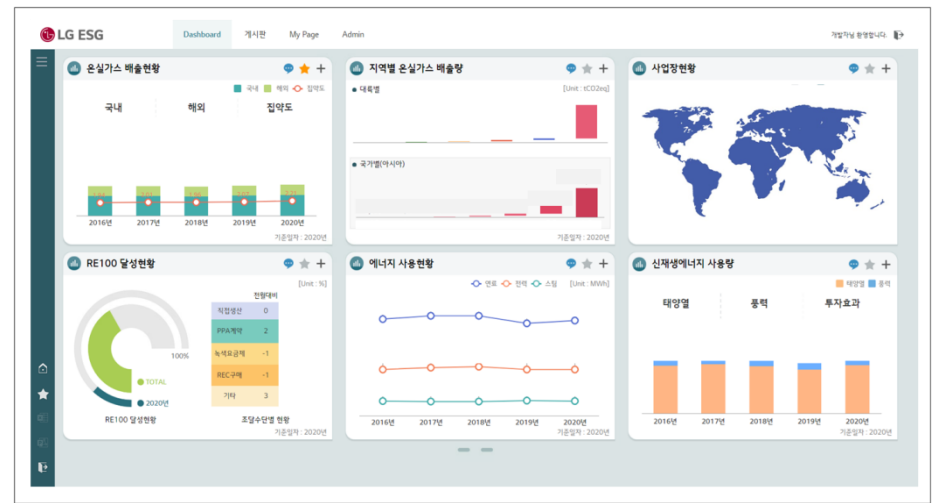 LG ESG
Dashboard 게시판 My Page Admin
개발자님 환영합니다.
온실가스 배출현황
국내 해외 집약도
국내 해외 집약도
2016년 2017년 2018년 2019년 2020년
기준일자 : 2020년
지역별 온실가스 배출량
대륙별 [Unit : tCO2eq]
국가별(아시아)
기준일자 : 2020년
사업장현황
RE100 달성현황
[Unit : %]
전월대비
직접생산 0
PPA계약 2
녹색요금제 -1
REC구매 -1
기타 3
100%
TOTAL
2020년
RE100 달성현황 조달수단별 현황
기준일자 : 2020년
에너지 사용현황
연료 전력 스팀 [Unit : MWh]
2016년 2017년 2018년 2019년 2020년
기준일자 : 2020년
신재생에너지 사용량
태양열 풍력
태양열 풍력 투자효과
2016년 2017년 2018년 2019년 2020년
기준일자 : 2020년